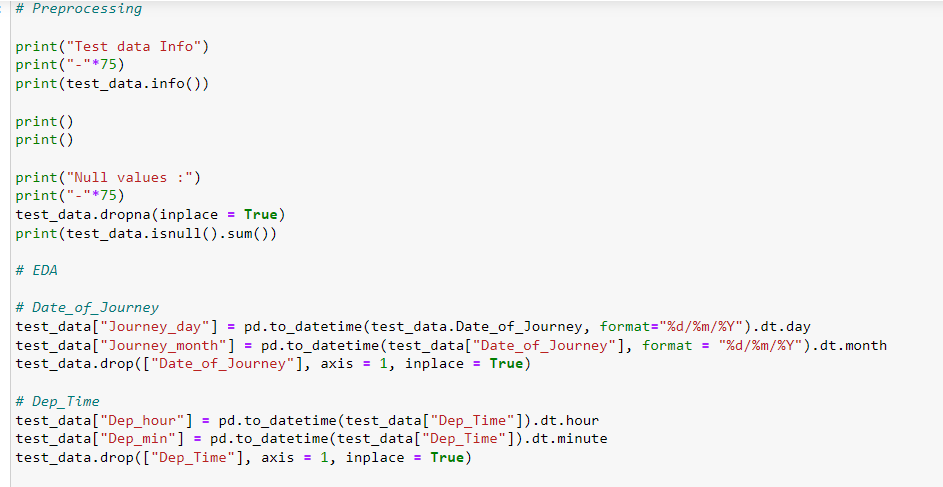 # Preprocessing
print("Test data Info")
print("-"*75)
print(test_data.info())
print()
print()
print("Null values :")
print("-"*75)
test_data.dropna(inplace = True)
print(test_data.isnull().sum())
# EDA
# Date_of_Journey
test_data["Journey_day"] = pd.to_datetime(test_data.Date_of_Journey, format="%d/%m/%Y").dt.day
test_data["Journey_month"] = pd.to_datetime(test_data["Date_of_Journey"], format = "%d/%m/%Y").dt.month
test_data.drop(["Date_of_Journey"], axis = 1, inplace = True)
# Dep_Time
test_data["Dep_hour"] = pd.to_datetime(test_data["Dep_Time"]).dt.hour
test_data["Dep_min"] = pd.to_datetime(test_data["Dep_Time"]).dt.minute
test_data.drop(["Dep_Time"], axis = 1, inplace = True)